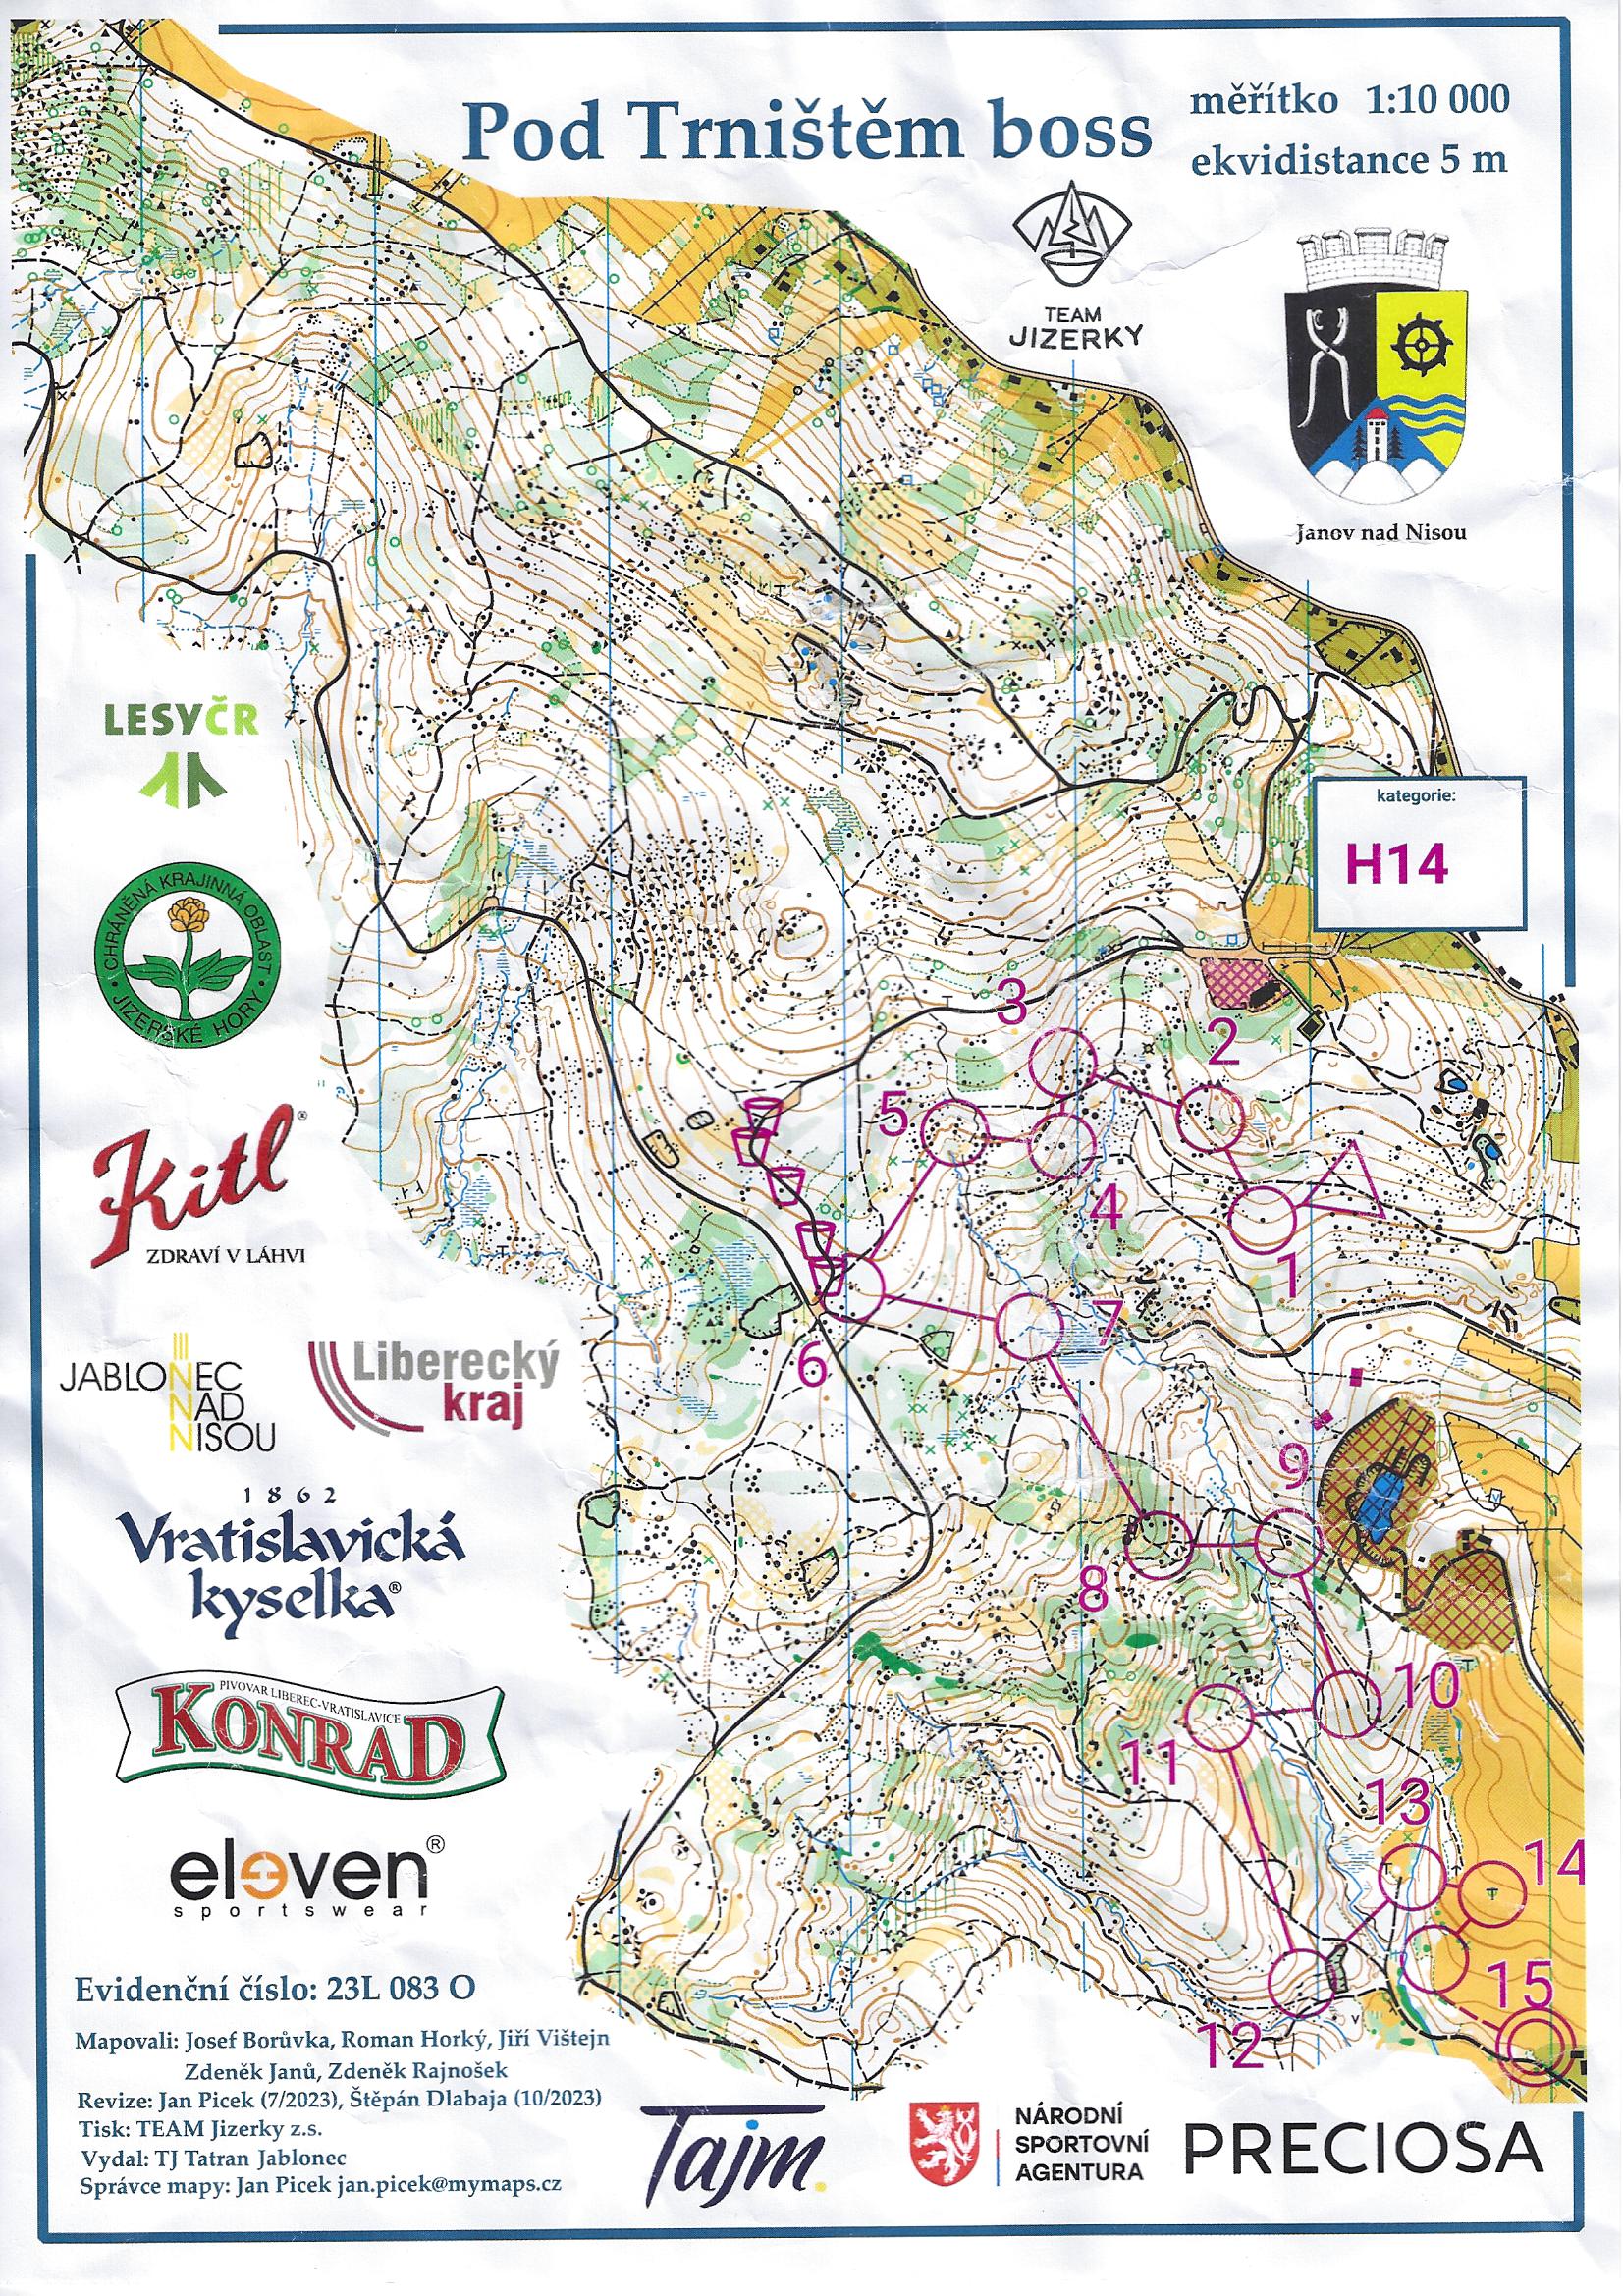 Pod Trništěm boss
měřítko 1:10 000
ekvidistance 5 m
TEAM
JIZERKY
Janov nad Nisou
LESYČR
kategorie:
H14
CHRÁNĚNÁ KRAJINNÁ OBLAST
JIZERSKÉ HORY
3
2
5
Kitl®
ZDRAVÍ V LÁHVI
4
1
7
6
JABLONEC
NAD
NISOU
Liberecký
kraj
9
1862
Vratislavická
kyselka®
8
10
PIVOVAR LIBEREC-VRATISLAVICE
KONRAD
11
13
14
eleven®
sportswear
15
12
Evidenční číslo: 23L 083 O
Mapovali: Josef Borůvka, Roman Horký, Jiří Vištejn
Zdeněk Janů, Zdeněk Rajnošek
Revize: Jan Picek (7/2023), Štěpán Dlabaja (10/2023)
Tisk: TEAM Jizerky z.s.
Vydal: TJ Tatran Jablonec
Správce mapy: Jan Picek jan.picek@mymaps.cz
Tajm.
NÁRODNÍ
SPORTOVNÍ
AGENTURA
PRECIOSA